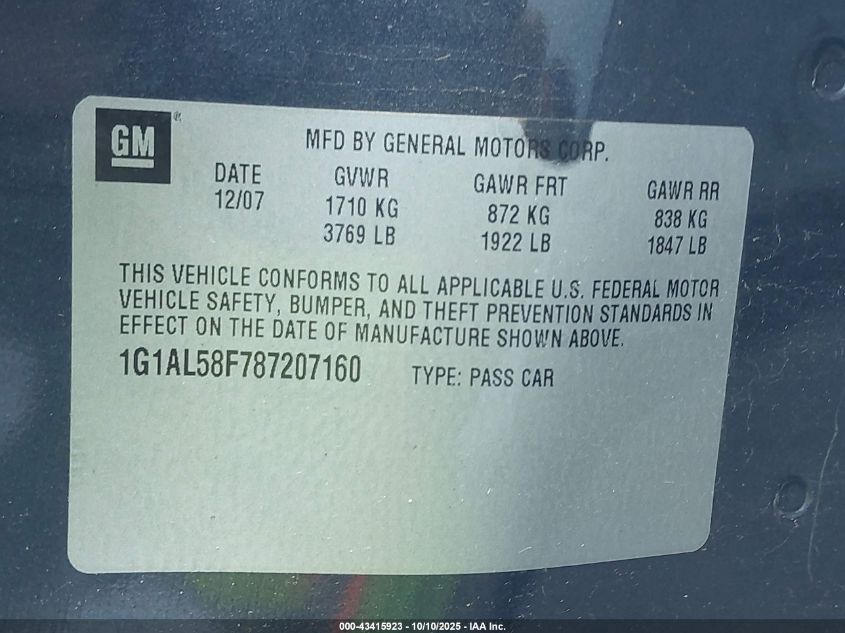 GM ®
MFD BY GENERAL MOTORS CORP.
DATE GVWR GAWR FRT GAWR RR
12/07 1710 KG 872 KG 838 KG
3769 LB 1922 LB 1847 LB
THIS VEHICLE CONFORMS TO ALL APPLICABLE U.S. FEDERAL MOTOR
VEHICLE SAFETY, BUMPER, AND THEFT PREVENTION STANDARDS IN
EFFECT ON THE DATE OF MANUFACTURE SHOWN ABOVE.
1G1AL58F787207160 TYPE: PASS CAR
000-43415923 - 10/10/2025 - IAA Inc.